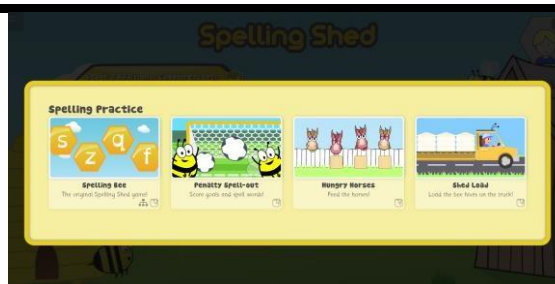 Spelling Shed
Spelling Practice
s z q f
Spelling Bee
The original Spelling Shed game!
Penalty Spell-out
Score goals and spell words!
Hungry Horses
Feed the horses!
Shed Load
Load the bee hives on the truck!